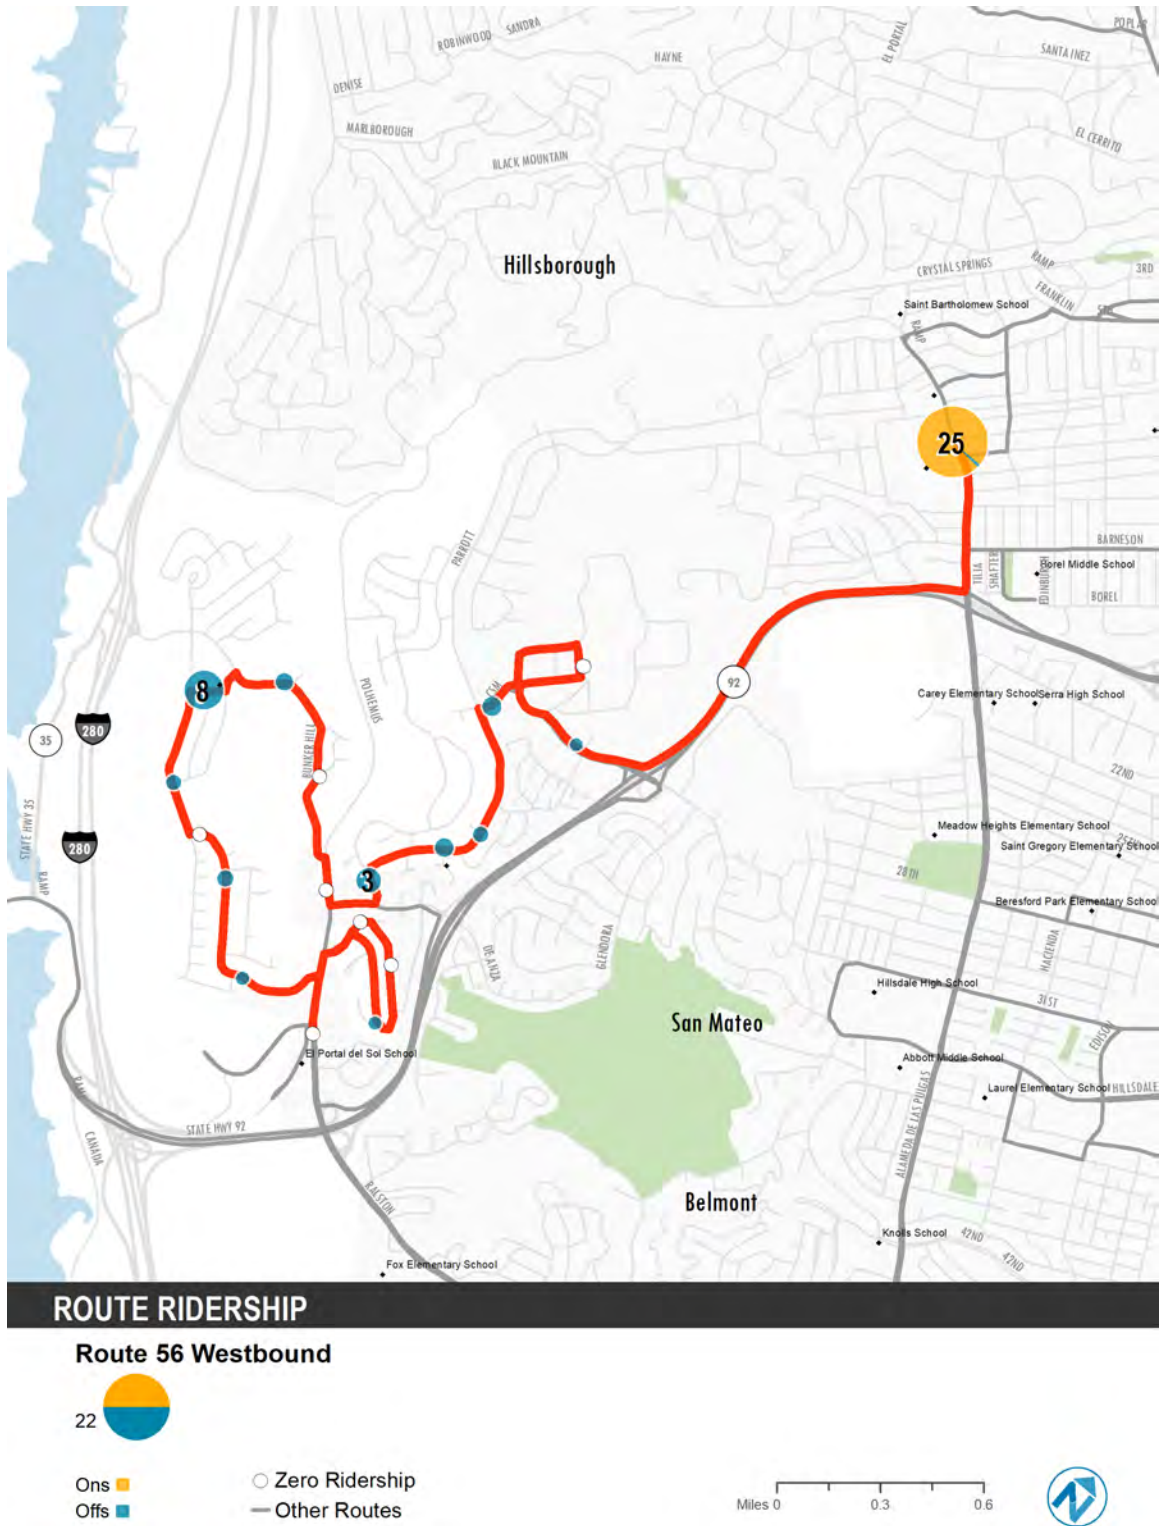 POPLAR
SANDRA
ROBINWOOD
EL PORTAL
SANTA INEZ
HAYNE
DENISE
MARLBOROUGH
EL CERRITO
BLACK MOUNTAIN
Hillsborough
CRYSTAL SPRINGS
RAMP
3RD
FRANKLIN
Saint Bartholomew School
RAMP
25
PARROTT
BARNESON
TILIA
SHAFTER
EDINBURGH
Borel Middle School
BOREL
8
POLHEMUS
CSM
92
Carey Elementary School
Serra High School
35
280
BUNKER HILL
22ND
STATE HWY 35
280
Meadow Heights Elementary School
25TH
Saint Gregory Elementary School
RAMP
3
28TH
Beresford Park Elementary School
DE ANZA
GLENDORA
HACIENDA
Hillsdale High School
31ST
San Mateo
EDISON
El Portal del Sol School
Abbott Middle School
Laurel Elementary School
HILLSDALE
ALAMEDA DE LAS PULGAS
STATE HWY 92
CANADA
RALSTON
Belmont
Knolls School
42ND
42ND
Fox Elementary School
ROUTE RIDERSHIP
Route 56 Westbound
22
Ons
Zero Ridership
Offs
Other Routes
Miles 0 0.3 0.6